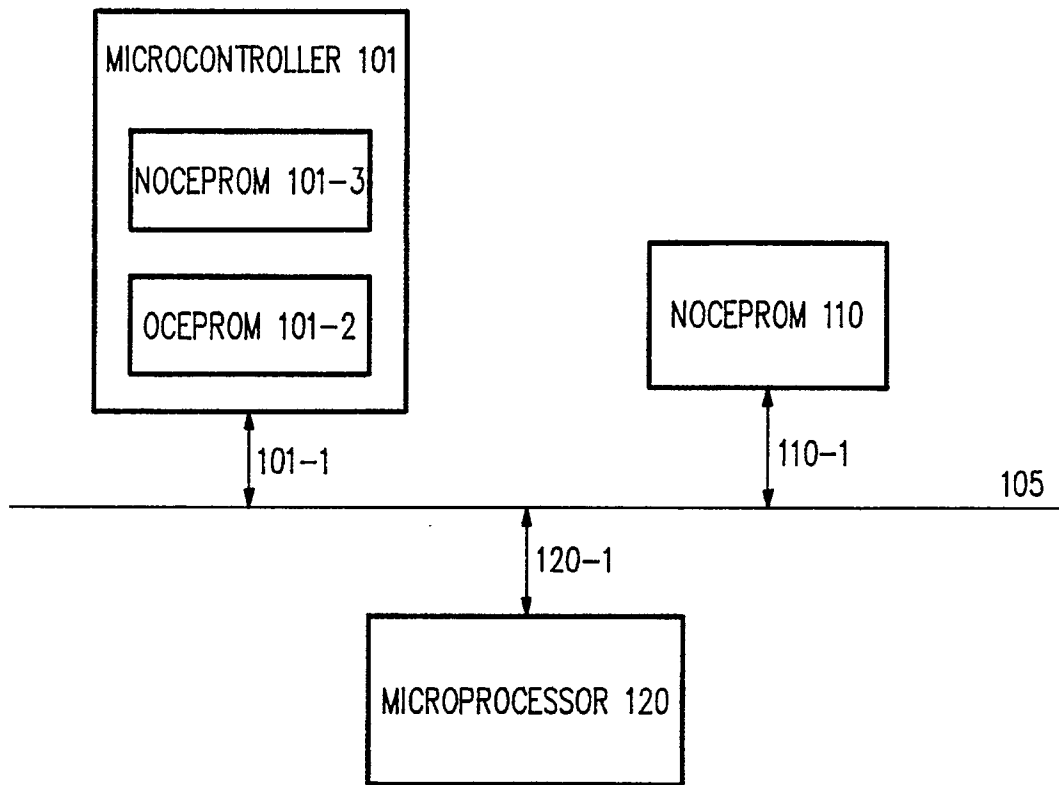 MICROCONTROLLER 101
NOCEPROM 101-3
OCEPROM 101-2
NOCEPROM 110
101-1
110-1
105
120-1
MICROPROCESSOR 120